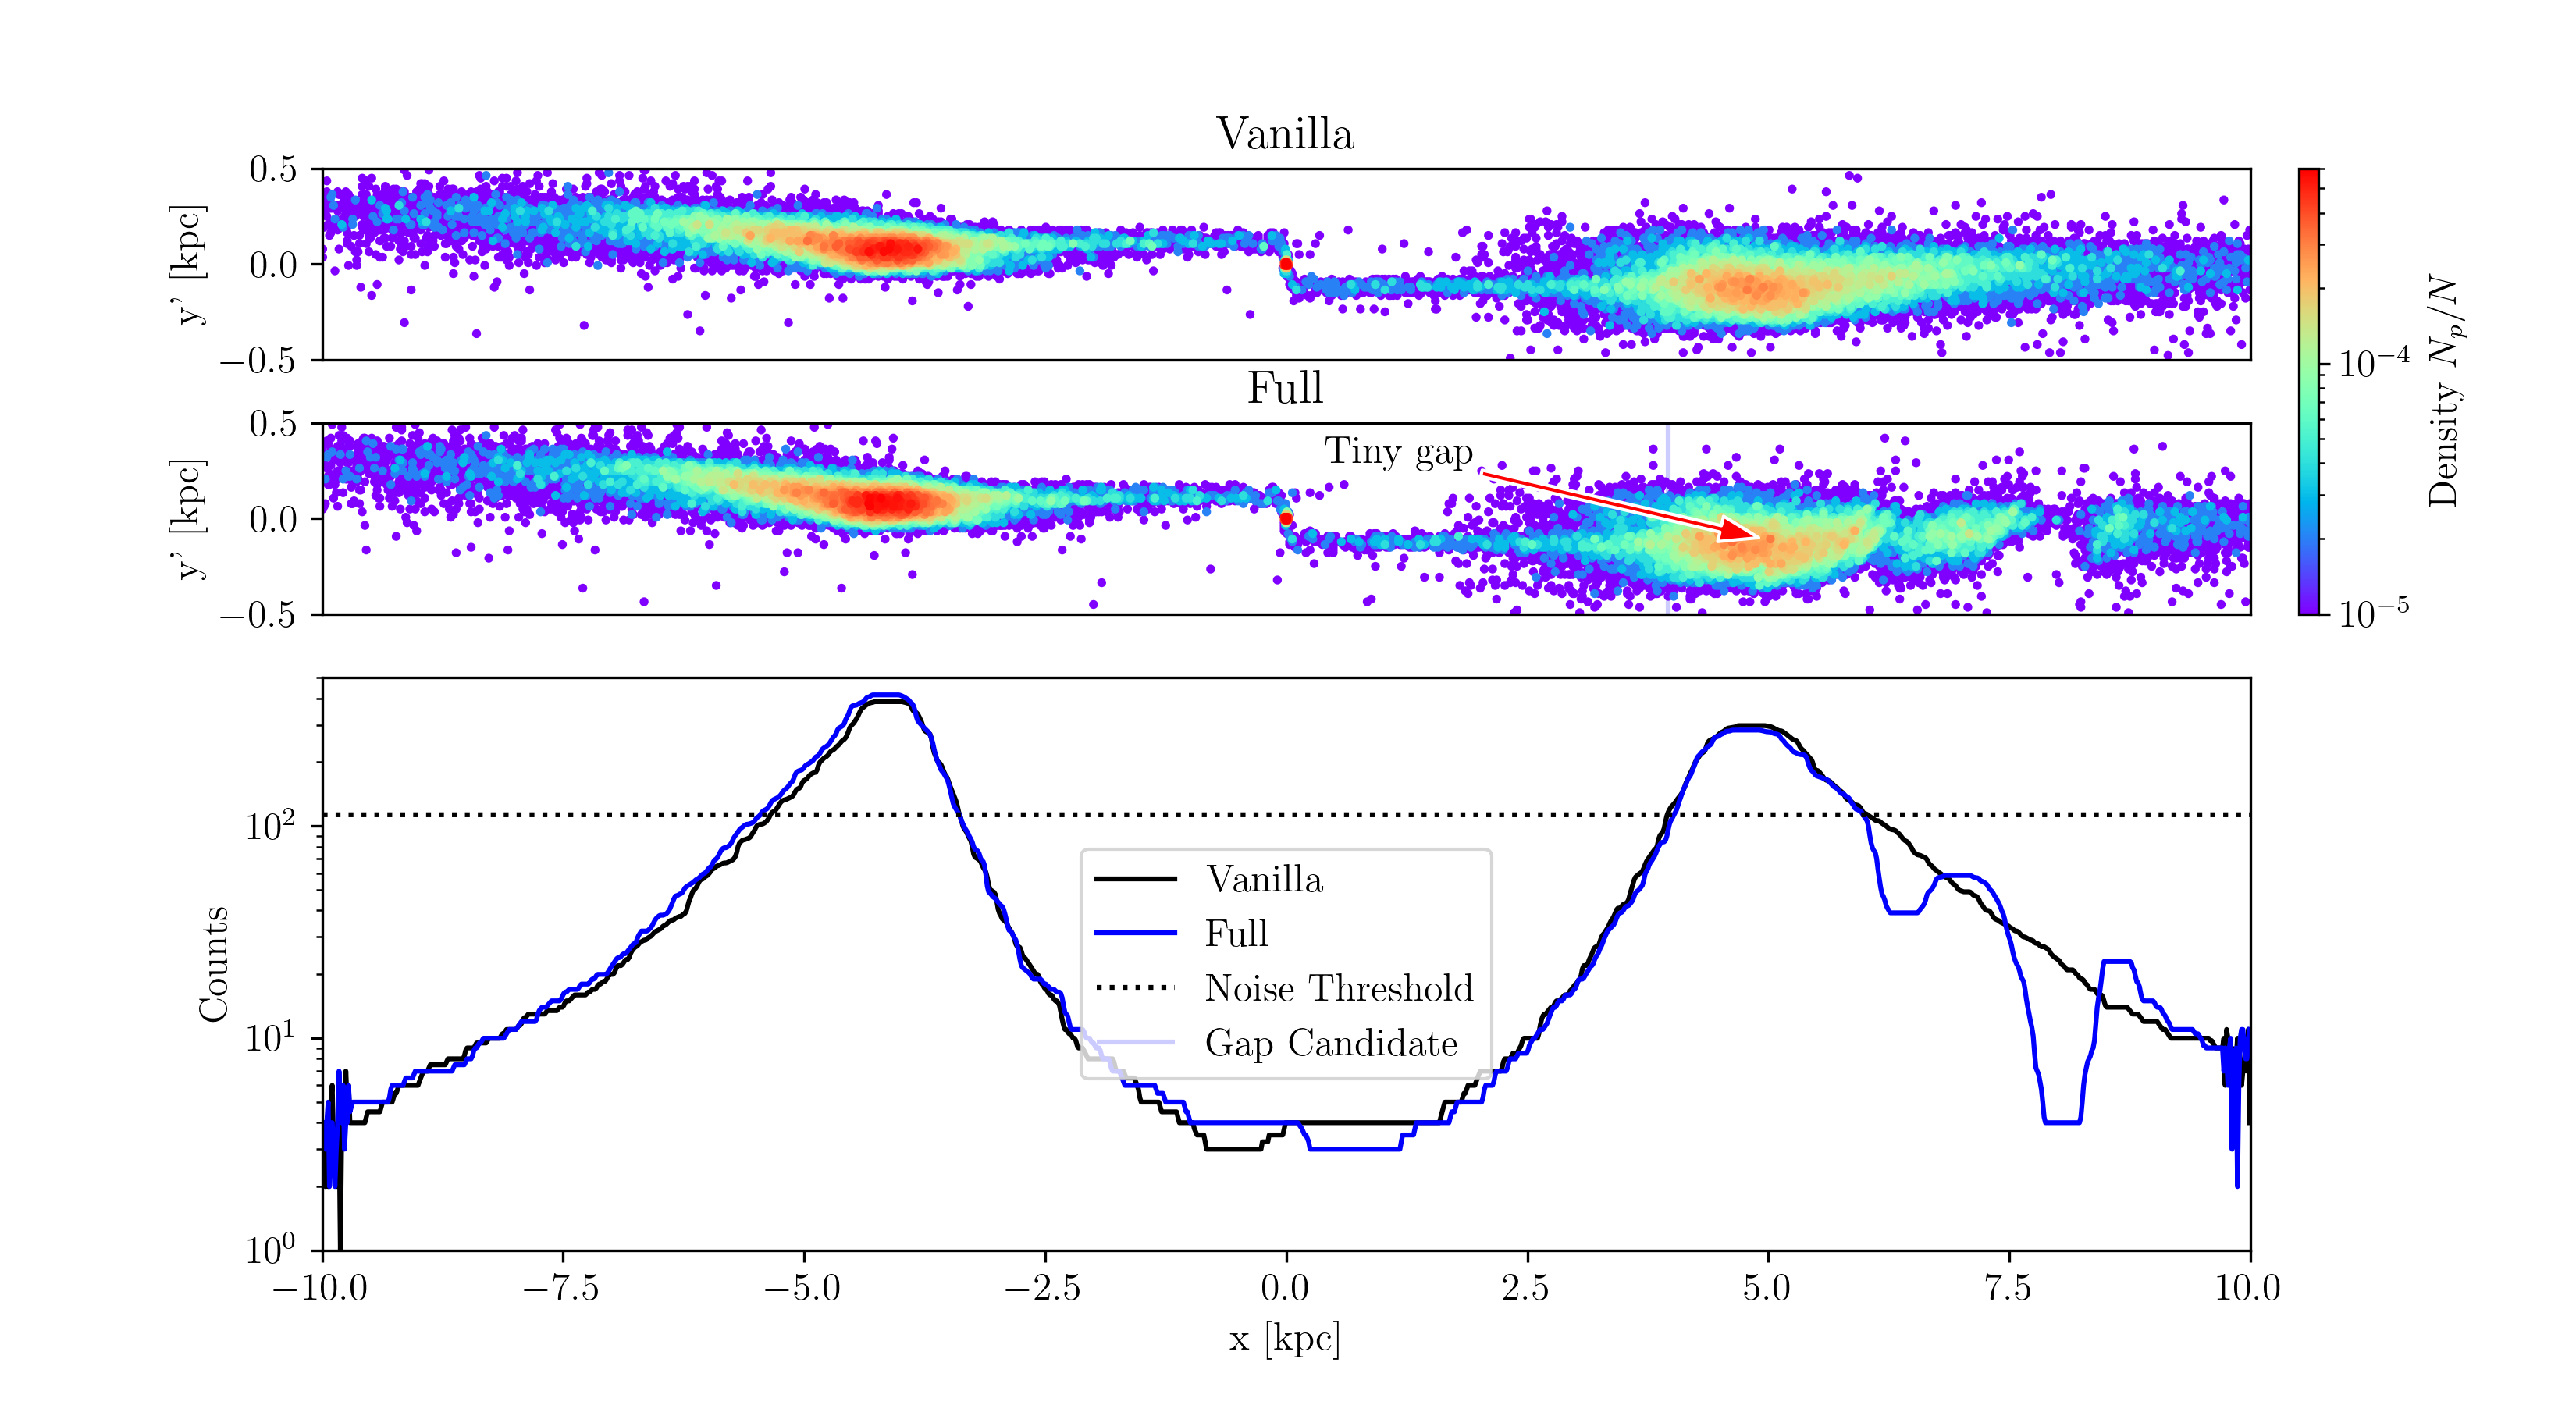 Vanilla
0.5
0.0
−0.5
y' [kpc]
Full
0.5
0.0
−0.5
y' [kpc]
Tiny gap
10⁻⁴
10⁻⁵
Density Nₚ/N
10²
10¹
10⁰
Counts
Vanilla
Full
Noise Threshold
Gap Candidate
−10.0 −7.5 −5.0 −2.5 0.0 2.5 5.0 7.5 10.0
x [kpc]